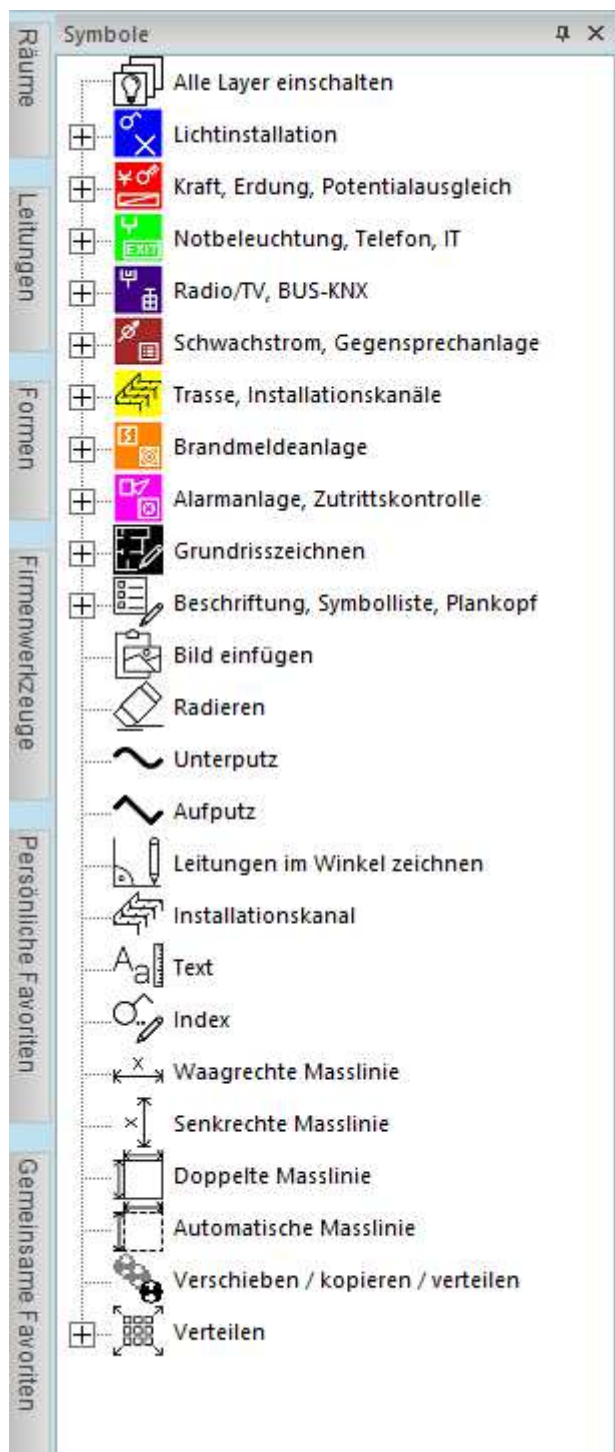 Symbole
Alle Layer einschalten
Lichtinstallation
Kraft, Erdung, Potentialausgleich
EXIT
Notbeleuchtung, Telefon, IT
Radio/TV, BUS-KNX
Schwachstrom, Gegensprechanlage
Trasse, Installationskanäle
Brandmeldeanlage
Alarmanlage, Zutrittskontrolle
Grundrisszeichnen
Beschriftung, Symbolliste, Plankopf
Bild einfügen
Radieren
Unterputz
Aufputz
Leitungen im Winkel zeichnen
Installationskanal
Aa Text
Index
x Waagrechte Masslinie
x Senkrechte Masslinie
Doppelte Masslinie
Automatische Masslinie
Verschieben / kopieren / verteilen
Verteilen
Räume
Leitungen
Formen
Firmenwerkzeuge
Persönliche Favoriten
Gemeinsame Favoriten